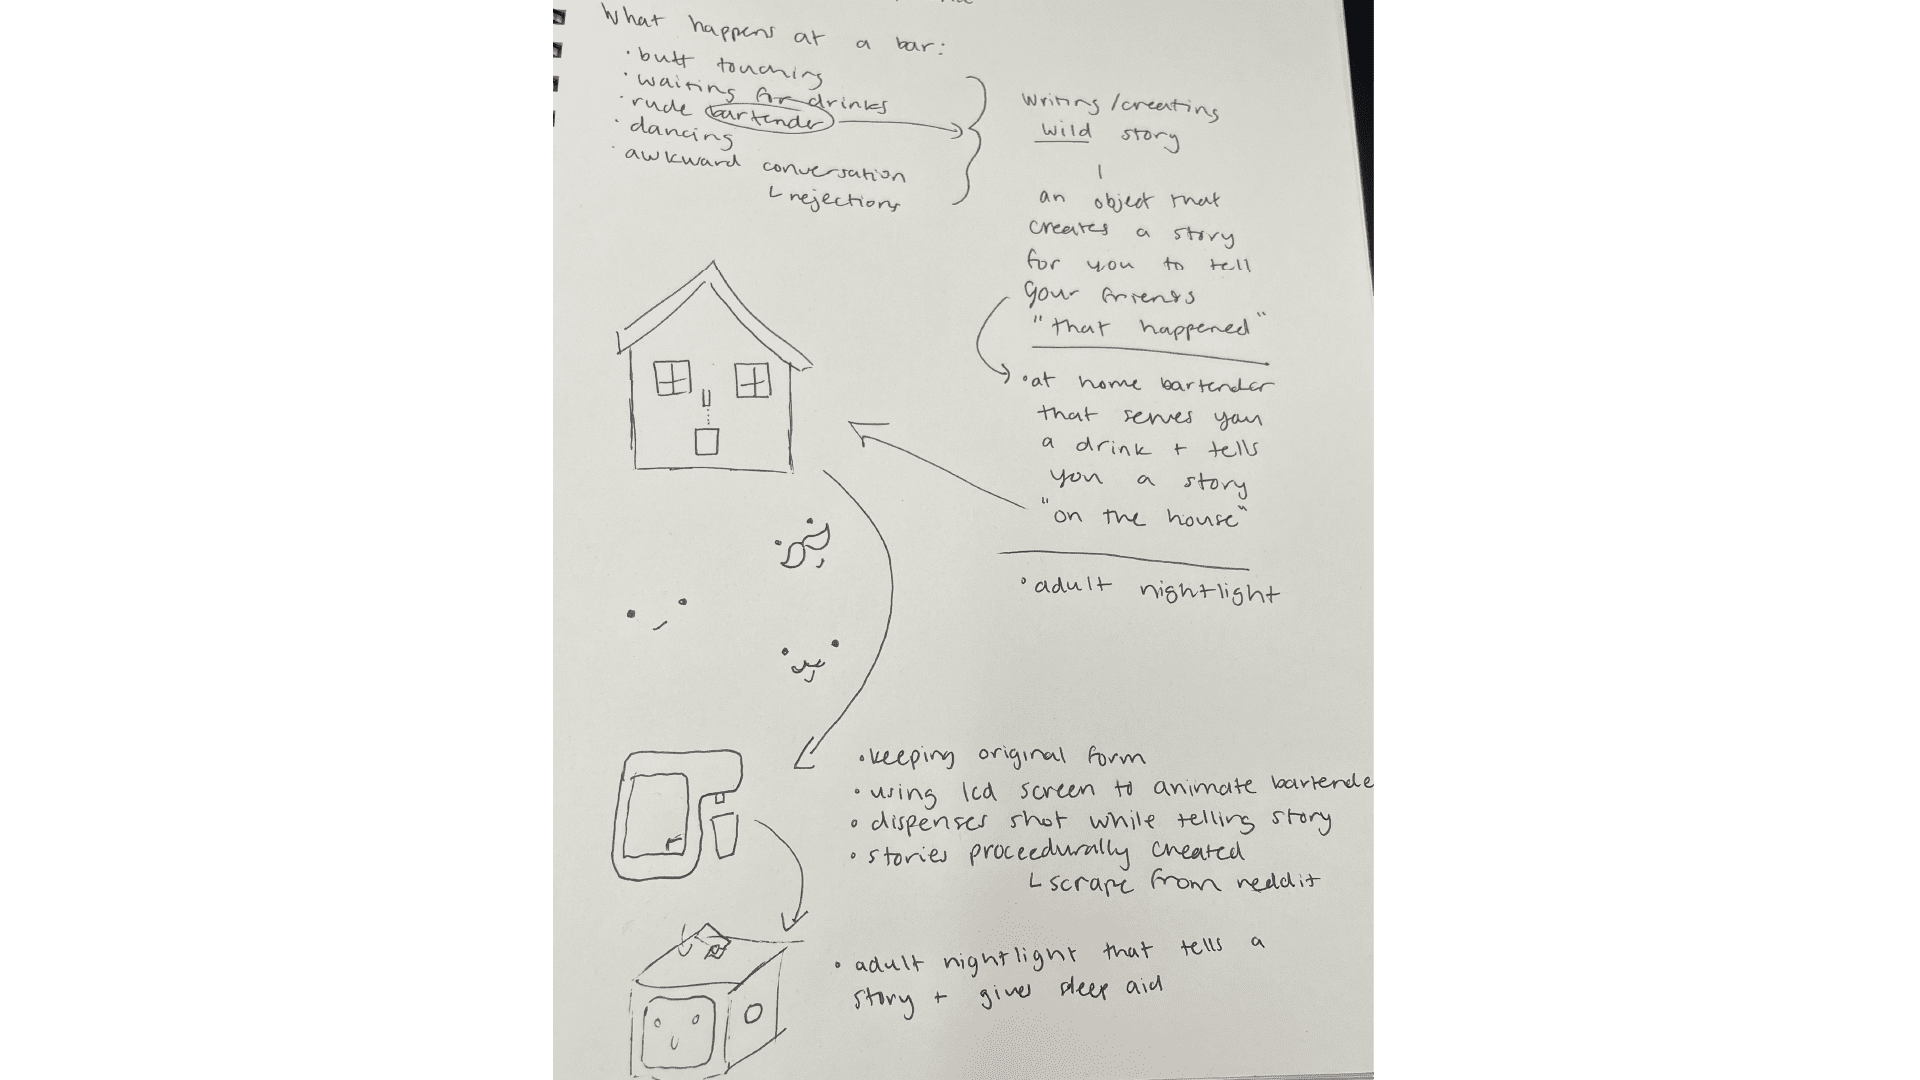 What happens at a bar:
• butt touching
• waiting for drinks
• rude bartender
• dancing
• awkward conversation
└ rejections
writing/creating
wild story
an object that
creates a story
for you to tell
your friends
"that happened"
• at home bartender
that serves you
a drink + tells
you a story
"on the house"
• adult nightlight
• keeping original form
• using lcd screen to animate bartende
• dispenses shot while telling story
• stories proceedurally created
└ scrape from reddit
• adult nightlight that tells a
story + gives sleep aid